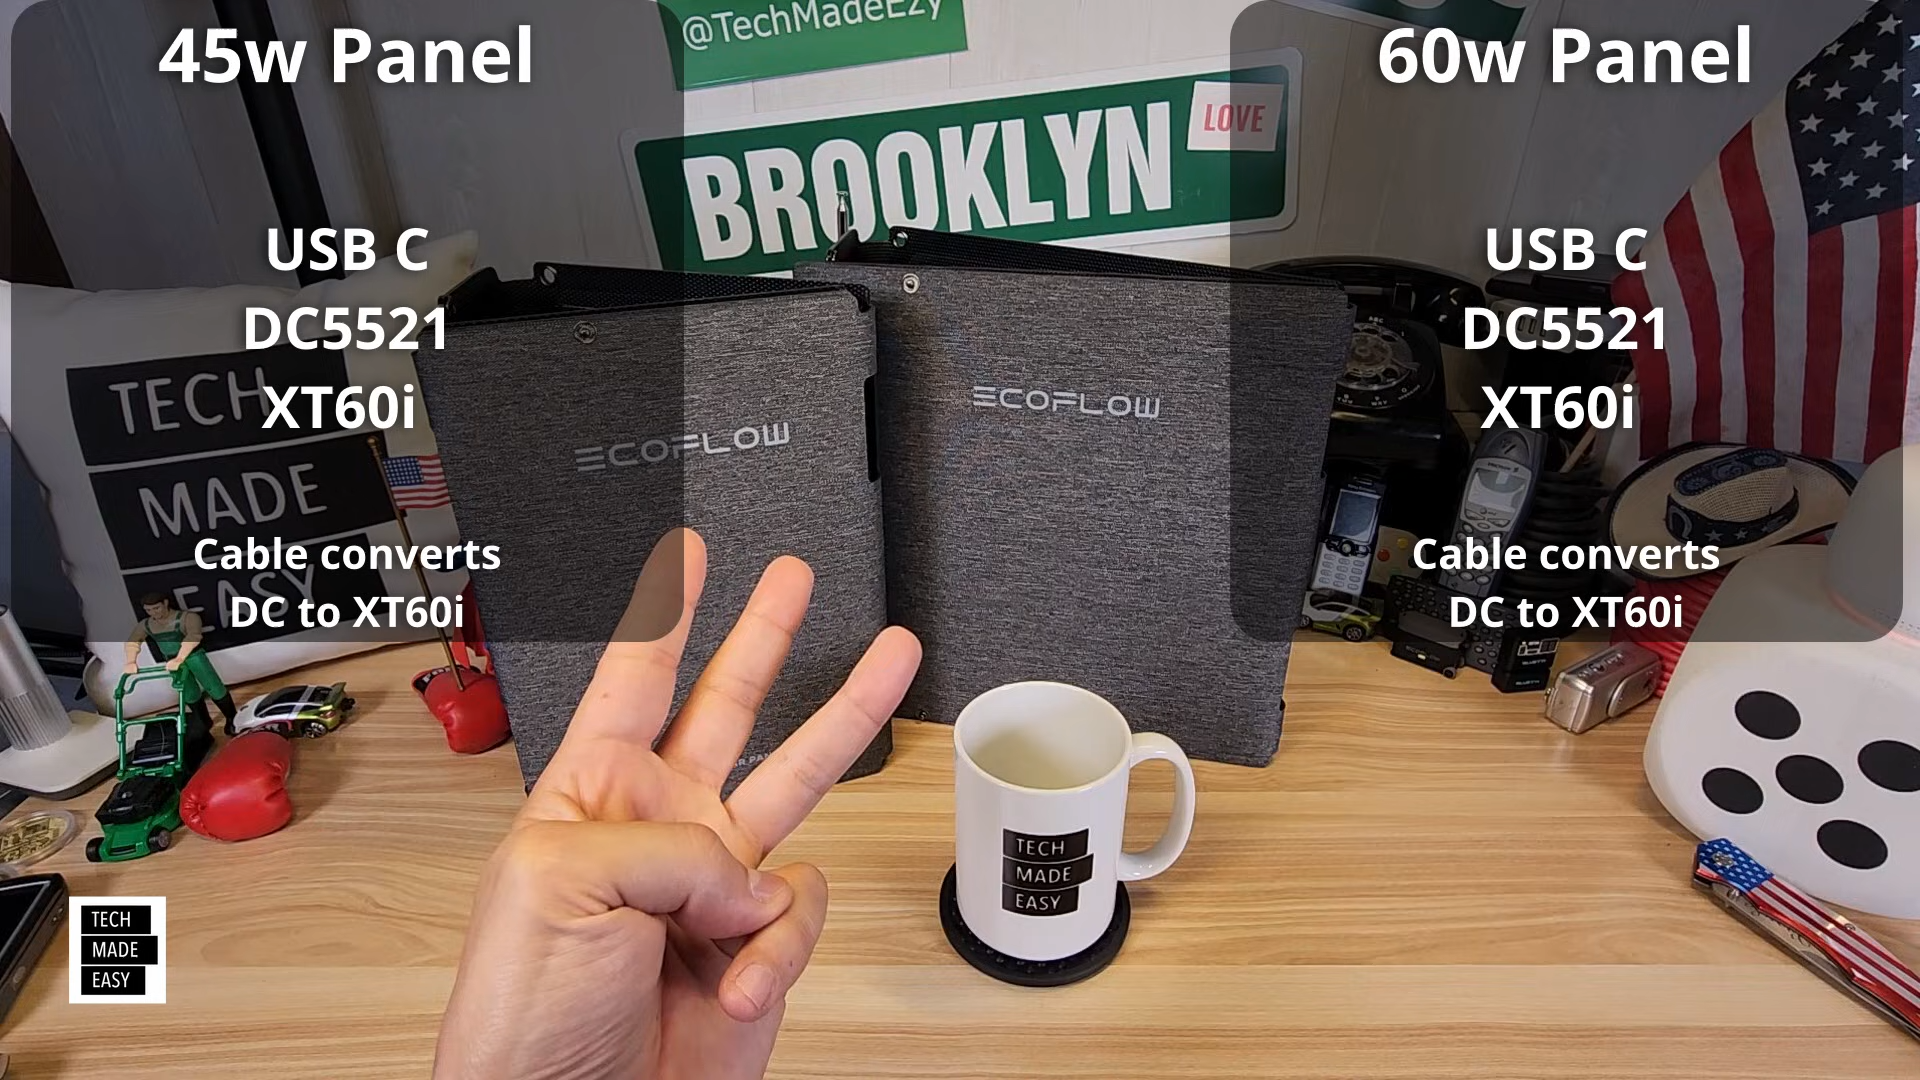 45w Panel
USB C
DC5521
XT60i
Cable converts
DC to XT60i
60w Panel
USB C
DC5521
XT60i
Cable converts
DC to XT60i
@TechMadeEzy
BROOKLYN
LOVE
ECOFLOW
ECOFLOW
TECH
MADE
EASY
TECH
MADE
EASY
TECH
MADE
EASY